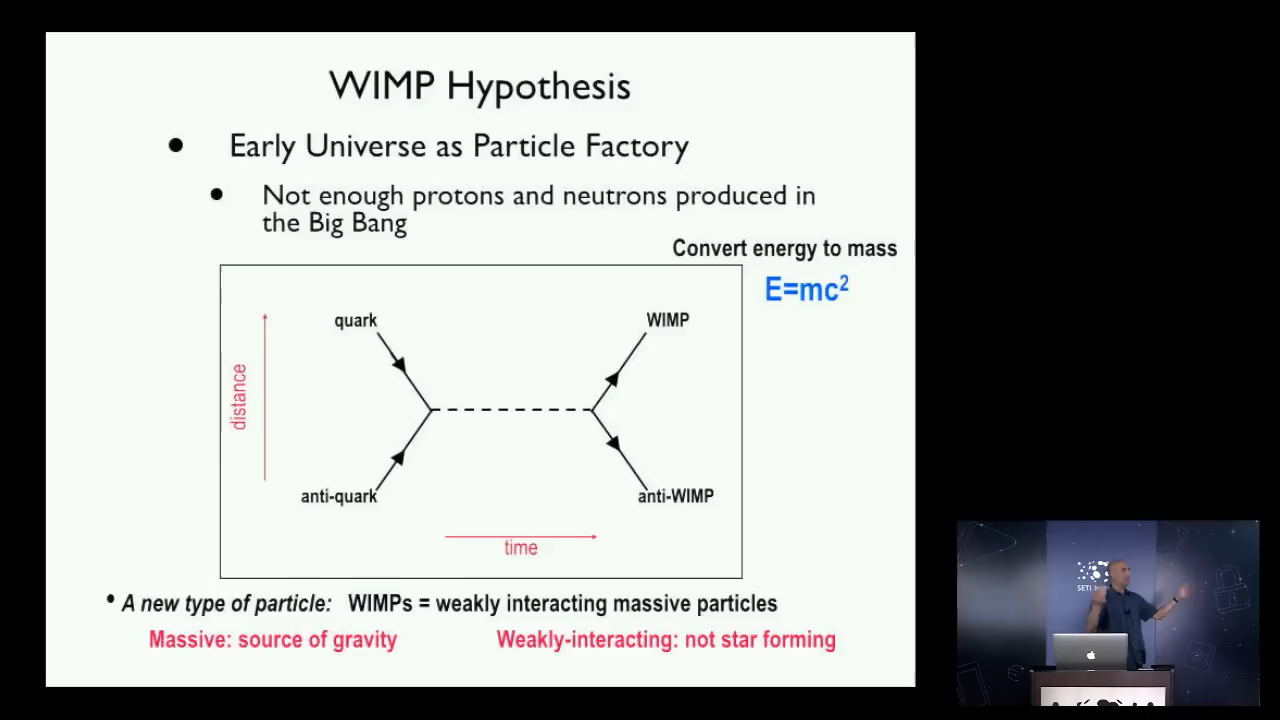 WIMP Hypothesis
• Early Universe as Particle Factory
• Not enough protons and neutrons produced in
the Big Bang
Convert energy to mass
E=mc²
quark
WIMP
distance
anti-quark
anti-WIMP
time
• A new type of particle: WIMPs = weakly interacting massive particles
Massive: source of gravity
Weakly-interacting: not star forming
SETI